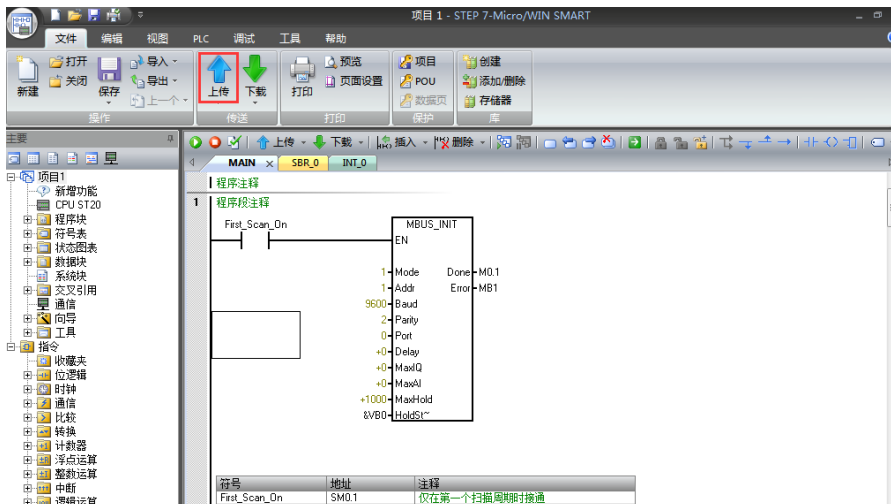 项目 1 - STEP 7-Micro/WIN SMART
文件 编辑 视图 PLC 调试 工具 帮助
打开 导入 预览 项目 创建
关闭 导出 页面设置 POU 添加/删除
新建 保存 上一个 上传 下载 打印 数据页 存储器
操作 传送 打印 保护 库
主要
上传 下载 插入 删除
MAIN SBR_0 INT_0
项目1
新增功能
CPU ST20
程序块
符号表
状态图表
数据块
系统块
交叉引用
通信
向导
工具
指令
收藏夹
位逻辑
时钟
通信
比较
转换
计数器
浮点运算
整数运算
中断
逻辑运算
程序注释
1 程序段注释
First_Scan_On MBUS_INIT
EN
1 Mode Done M0.1
1 Addr Error MB1
9600 Baud
2 Parity
0 Port
+0 Delay
+0 MaxIQ
+0 MaxAI
+1000 MaxHold
&VB0 HoldSt~
符号 地址 注释
First_Scan_On SM0.1 仅在第一个扫描周期时接通